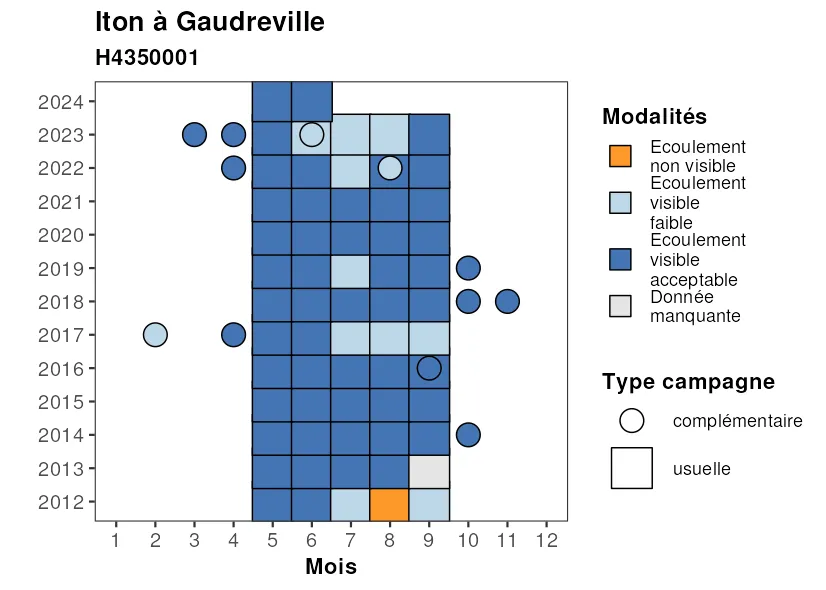 Iton à Gaudreville
H4350001
2024
2023
2022
2021
2020
2019
2018
2017
2016
2015
2014
2013
2012
1 2 3 4 5 6 7 8 9 10 11 12
Mois
Modalités
Ecoulement
non visible
Ecoulement
visible
faible
Ecoulement
visible
acceptable
Donnée
manquante
Type campagne
complémentaire
usuelle